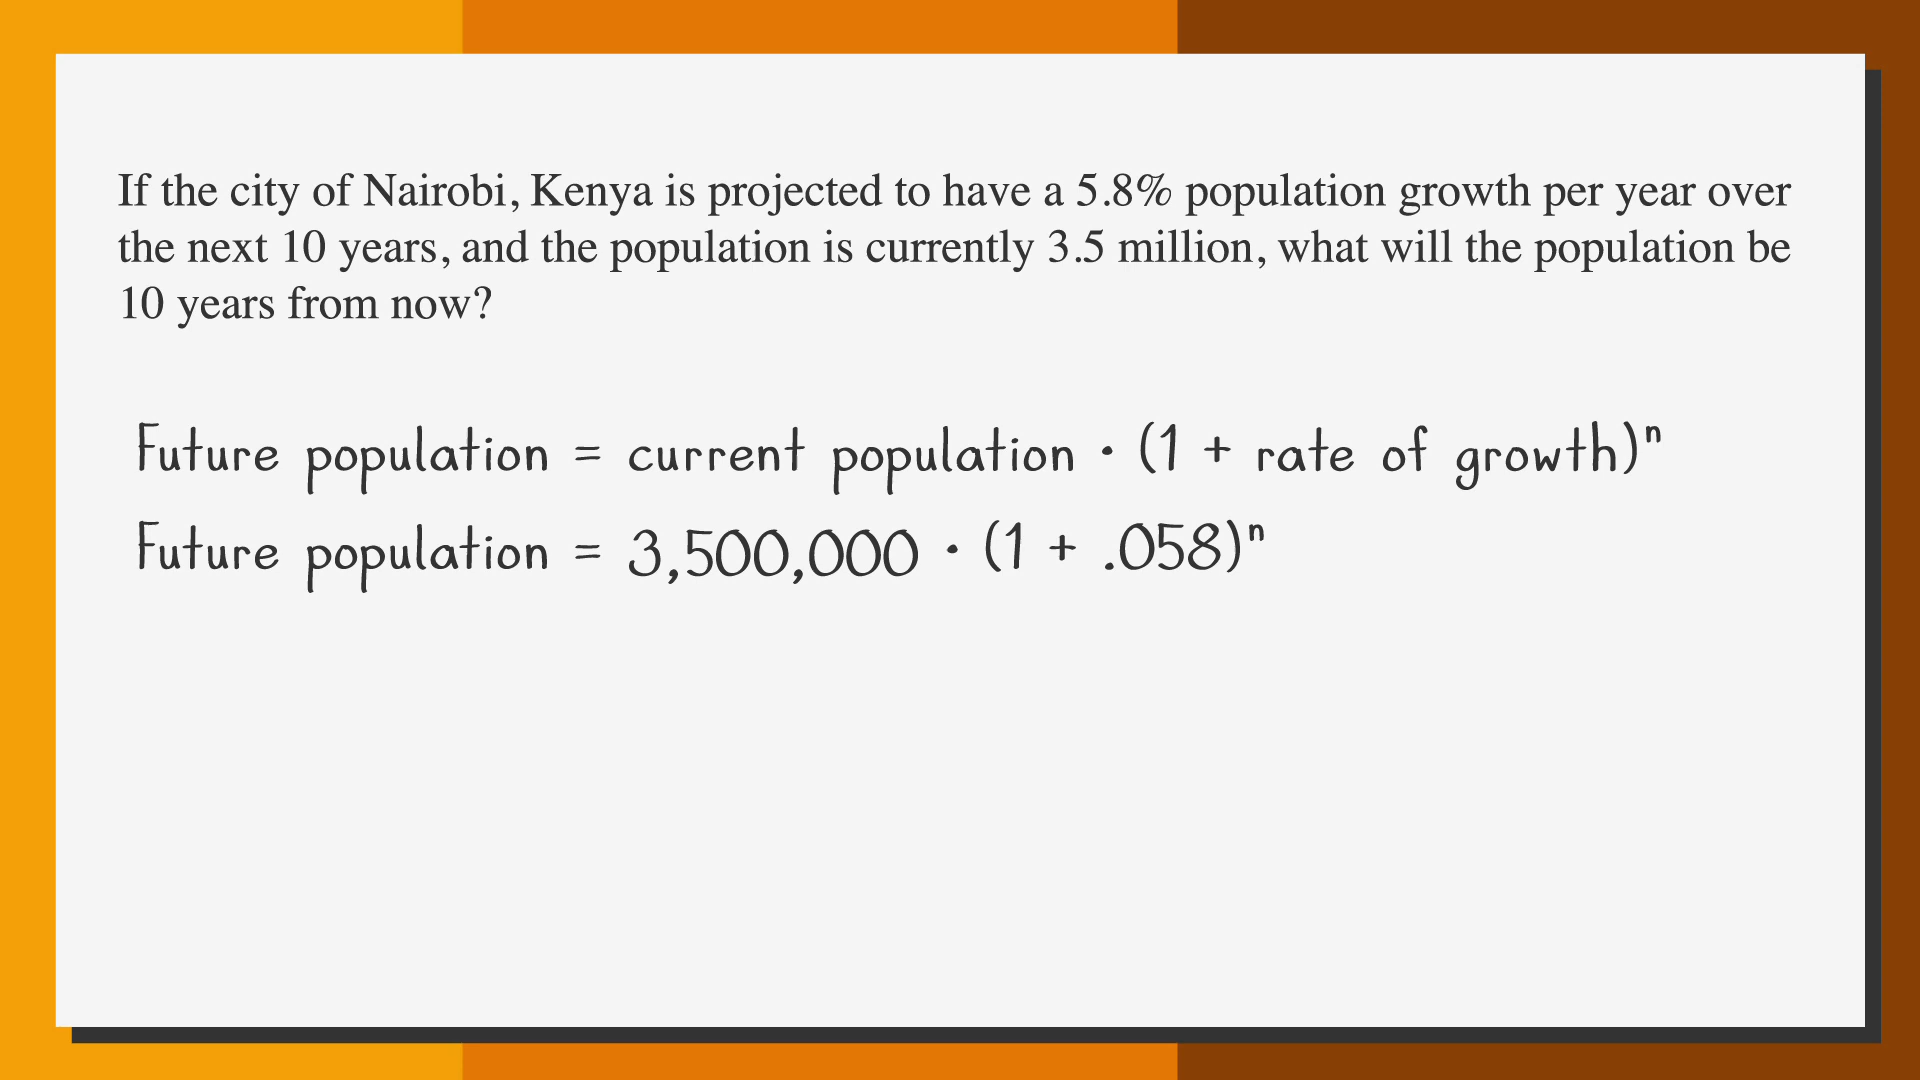 If the city of Nairobi, Kenya is projected to have a 5.8% population growth per year over
the next 10 years, and the population is currently 3.5 million, what will the population be
10 years from now?
Future population = current population · (1 + rate of growth)ⁿ
Future population = 3,500,000 · (1 + .058)ⁿ